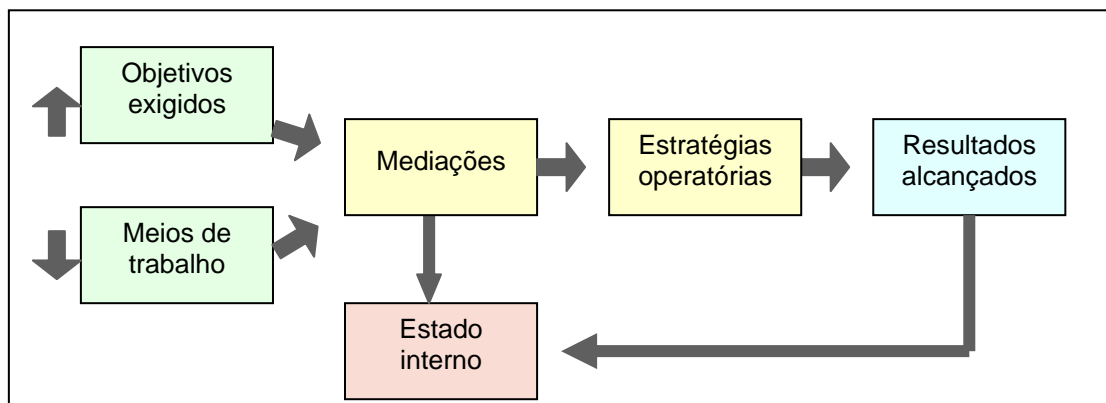 Objetivos
exigidos
Mediações
Estratégias
operatórias
Resultados
alcançados
Meios de
trabalho
Estado
interno